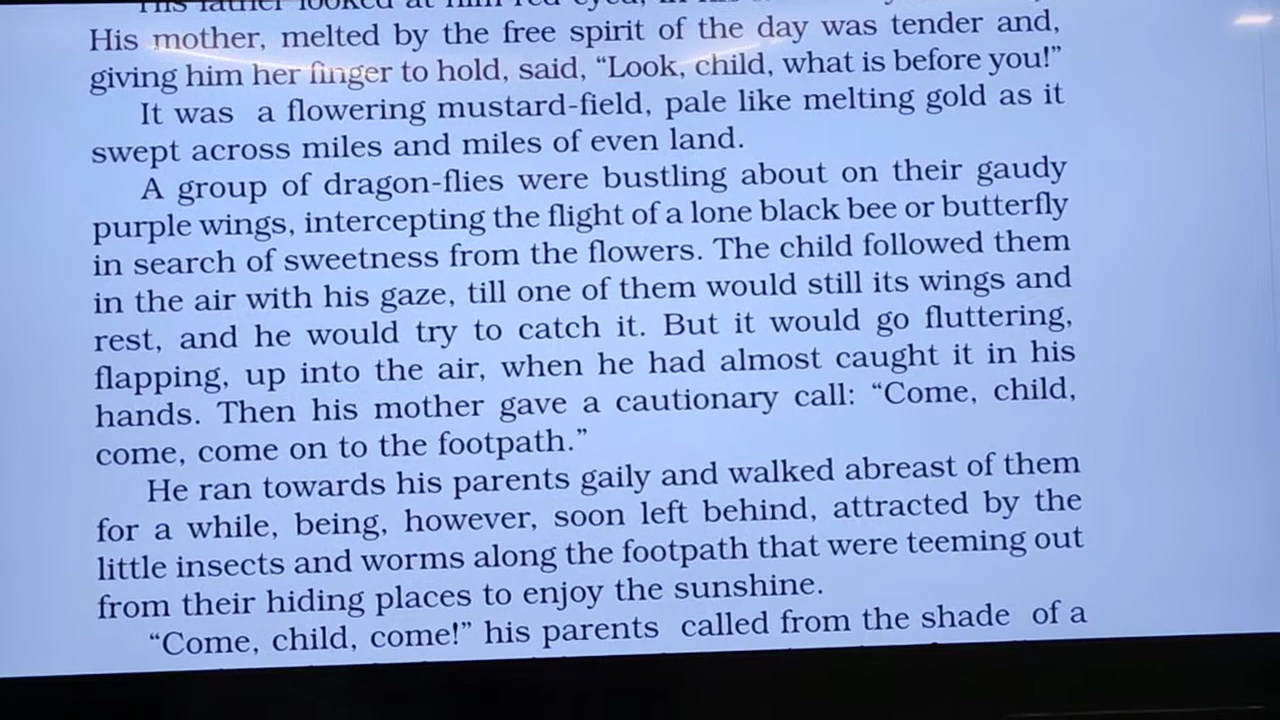 His father looked at him red eyed, in his
His mother, melted by the free spirit of the day was tender and,
giving him her finger to hold, said, “Look, child, what is before you!”
It was a flowering mustard-field, pale like melting gold as it
swept across miles and miles of even land.
A group of dragon-flies were bustling about on their gaudy
purple wings, intercepting the flight of a lone black bee or butterfly
in search of sweetness from the flowers. The child followed them
in the air with his gaze, till one of them would still its wings and
rest, and he would try to catch it. But it would go fluttering,
flapping, up into the air, when he had almost caught it in his
hands. Then his mother gave a cautionary call: “Come, child,
come, come on to the footpath.”
He ran towards his parents gaily and walked abreast of them
for a while, being, however, soon left behind, attracted by the
little insects and worms along the footpath that were teeming out
from their hiding places to enjoy the sunshine.
“Come, child, come!” his parents called from the shade of a